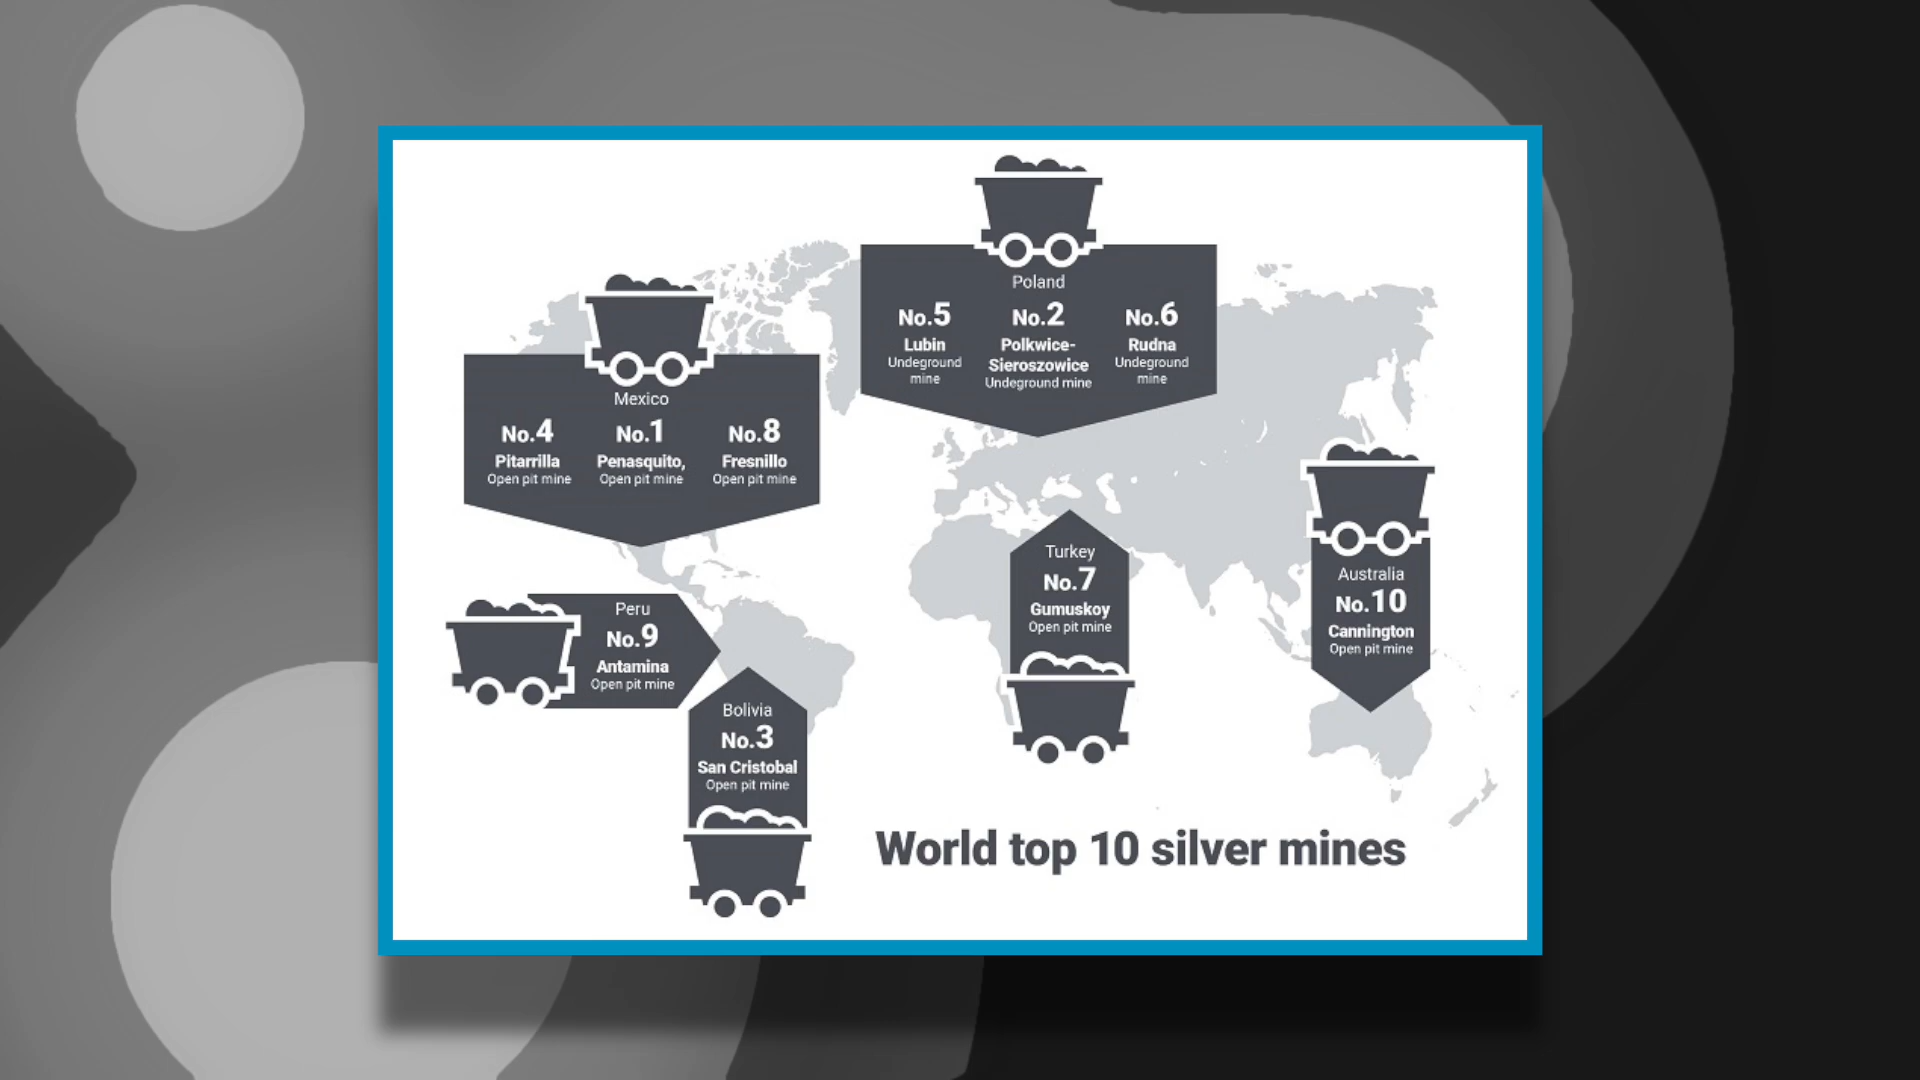 Poland
No.5
Lubin
Undeground
mine
No.2
Polkwice-
Sieroszowice
Undeground mine
No.6
Rudna
Undeground
mine
Mexico
No.4
Pitarrilla
Open pit mine
No.1
Penasquito,
Open pit mine
No.8
Fresnillo
Open pit mine
Turkey
No.7
Gumuskoy
Open pit mine
Australia
No.10
Cannington
Open pit mine
Peru
No.9
Antamina
Open pit mine
Bolivia
No.3
San Cristobal
Open pit mine
World top 10 silver mines